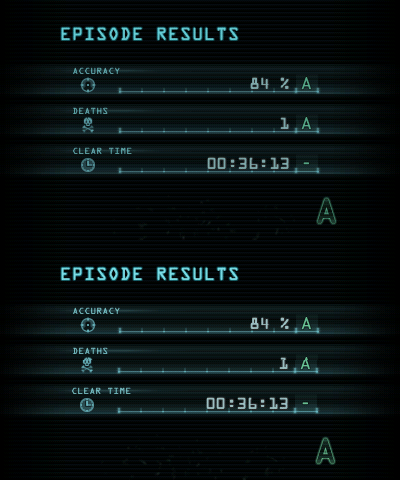 EPISODE RESULTS
ACCURACY
84 % A
DEATHS
1 A
CLEAR TIME
00:36:13 -
A
EPISODE RESULTS
ACCURACY
84 % A
DEATHS
1 A
CLEAR TIME
00:36:13 -
A